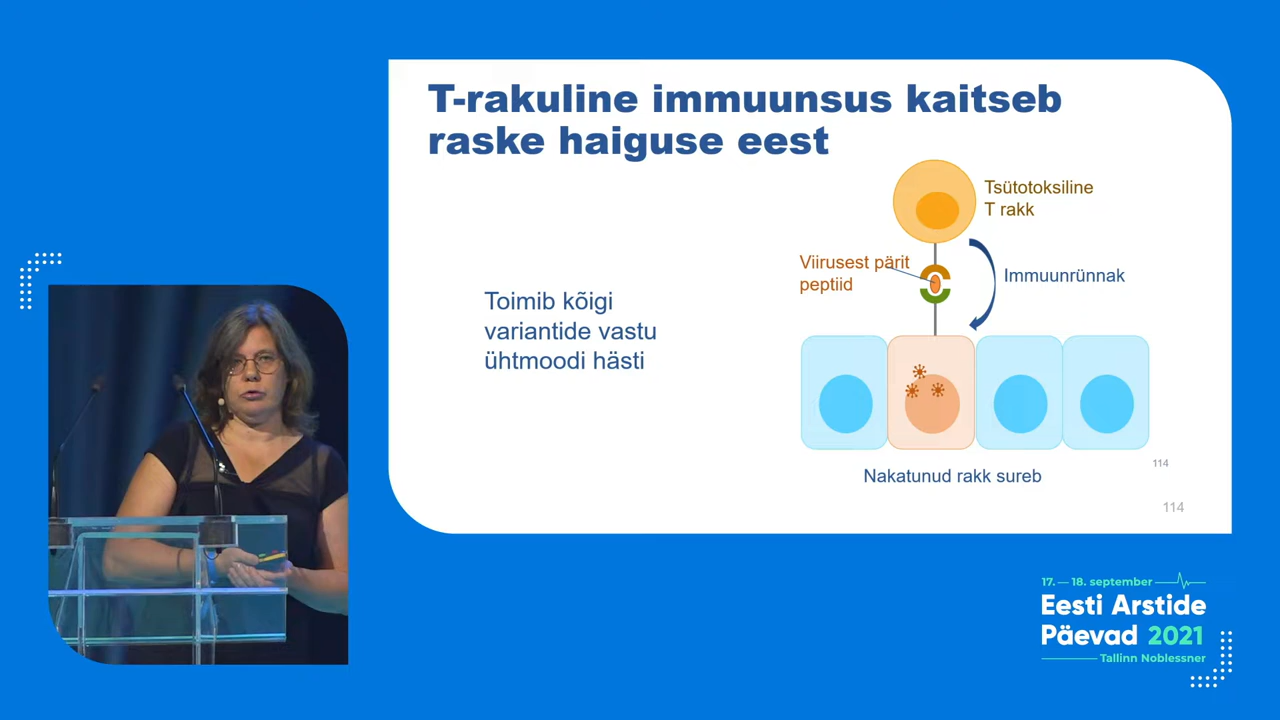 T-rakuline immuunsus kaitseb
raske haiguse eest
Tsütotoksiline
T rakk
Viirusest pärit
peptiid
Immuunrünnak
Toimib kõigi
variantide vastu
ühtmoodi hästi
Nakatunud rakk sureb
114
114
17. — 18. september
Eesti Arstide
Päevad 2021
Tallinn Noblessner